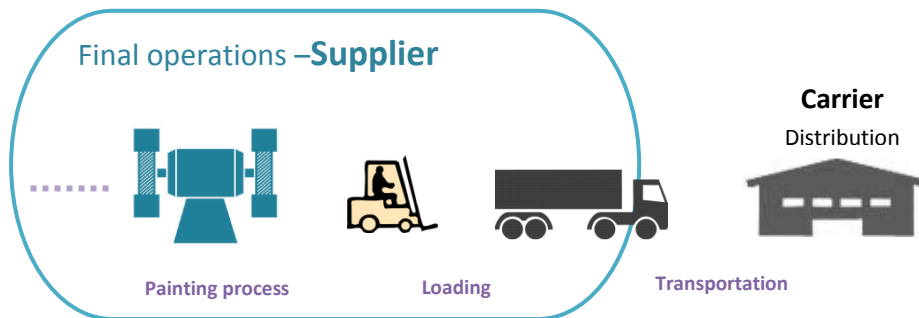 Final operations –Supplier
Carrier
Distribution
Painting process
Loading
Transportation